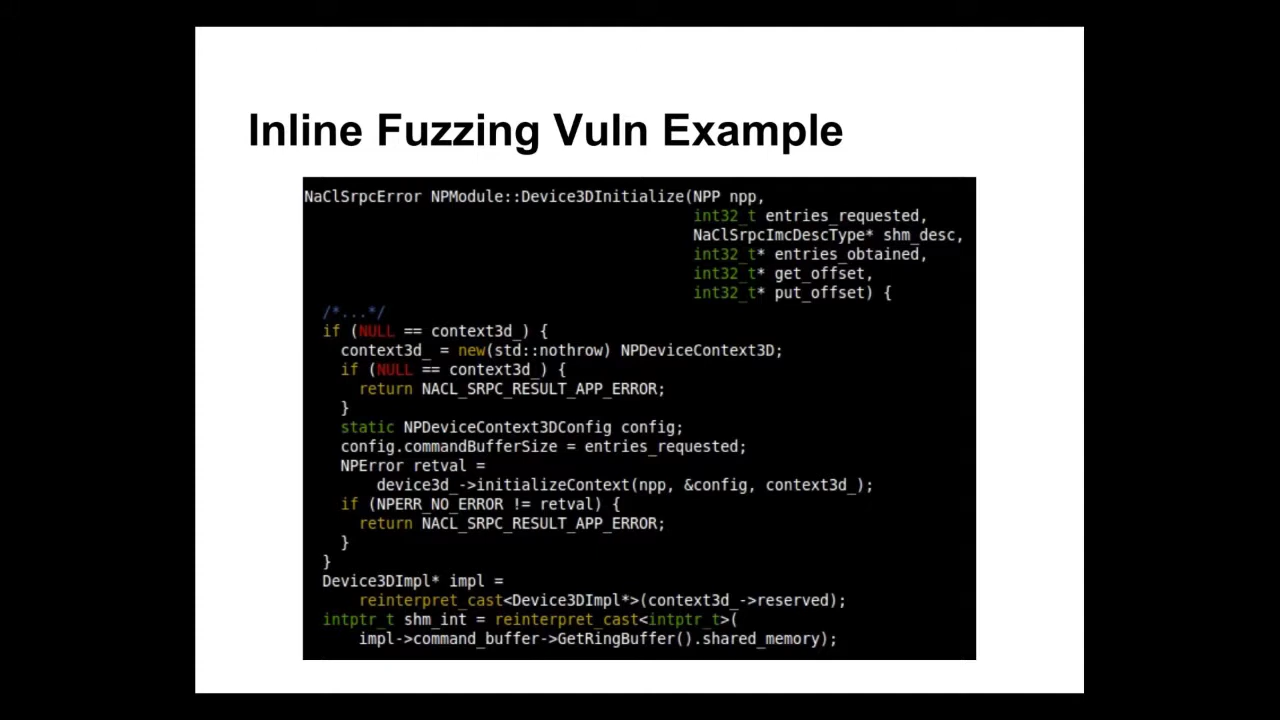 Inline Fuzzing Vuln Example
NaClSrpcError NPModule::Device3DInitialize(NPP npp,
int32_t entries_requested,
NaClSrpcImcDescType* shm_desc,
int32_t* entries_obtained,
int32_t* get_offset,
int32_t* put_offset) {
/*...*/
if (NULL == context3d_) {
context3d_ = new(std::nothrow) NPDeviceContext3D;
if (NULL == context3d_) {
return NACL_SRPC_RESULT_APP_ERROR;
}
static NPDeviceContext3DConfig config;
config.commandBufferSize = entries_requested;
NPError retval =
device3d_->initializeContext(npp, &config, context3d_);
if (NPERR_NO_ERROR != retval) {
return NACL_SRPC_RESULT_APP_ERROR;
}
}
Device3DImpl* impl =
reinterpret_cast<Device3DImpl*>(context3d_->reserved);
intptr_t shm_int = reinterpret_cast<intptr_t>(
impl->command_buffer->GetRingBuffer().shared_memory);